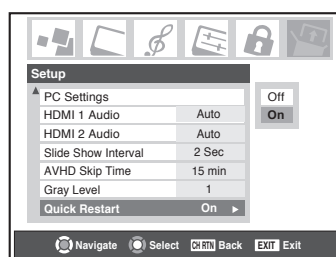 Setup
PC Settings
HDMI 1 Audio Auto
HDMI 2 Audio Auto
Slide Show Interval 2 Sec
AVHD Skip Time 15 min
Gray Level 1
Quick Restart On
Off
On
Navigate Select CH RTN Back EXIT Exit